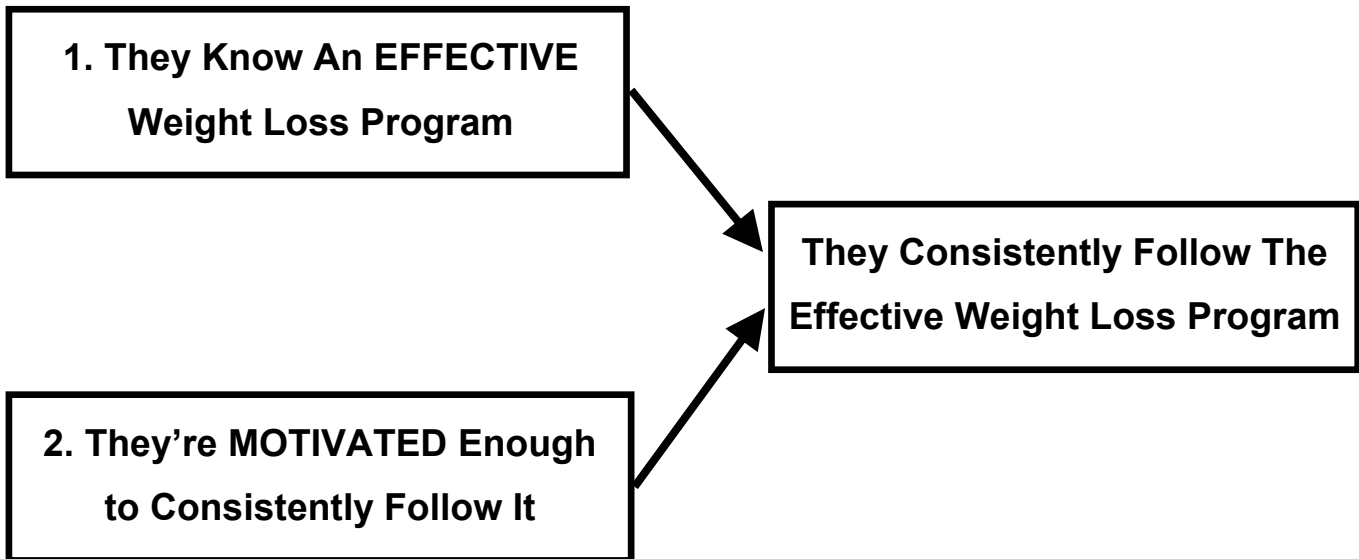 1. They Know An EFFECTIVE
Weight Loss Program
They Consistently Follow The
Effective Weight Loss Program
2. They’re MOTIVATED Enough
to Consistently Follow It